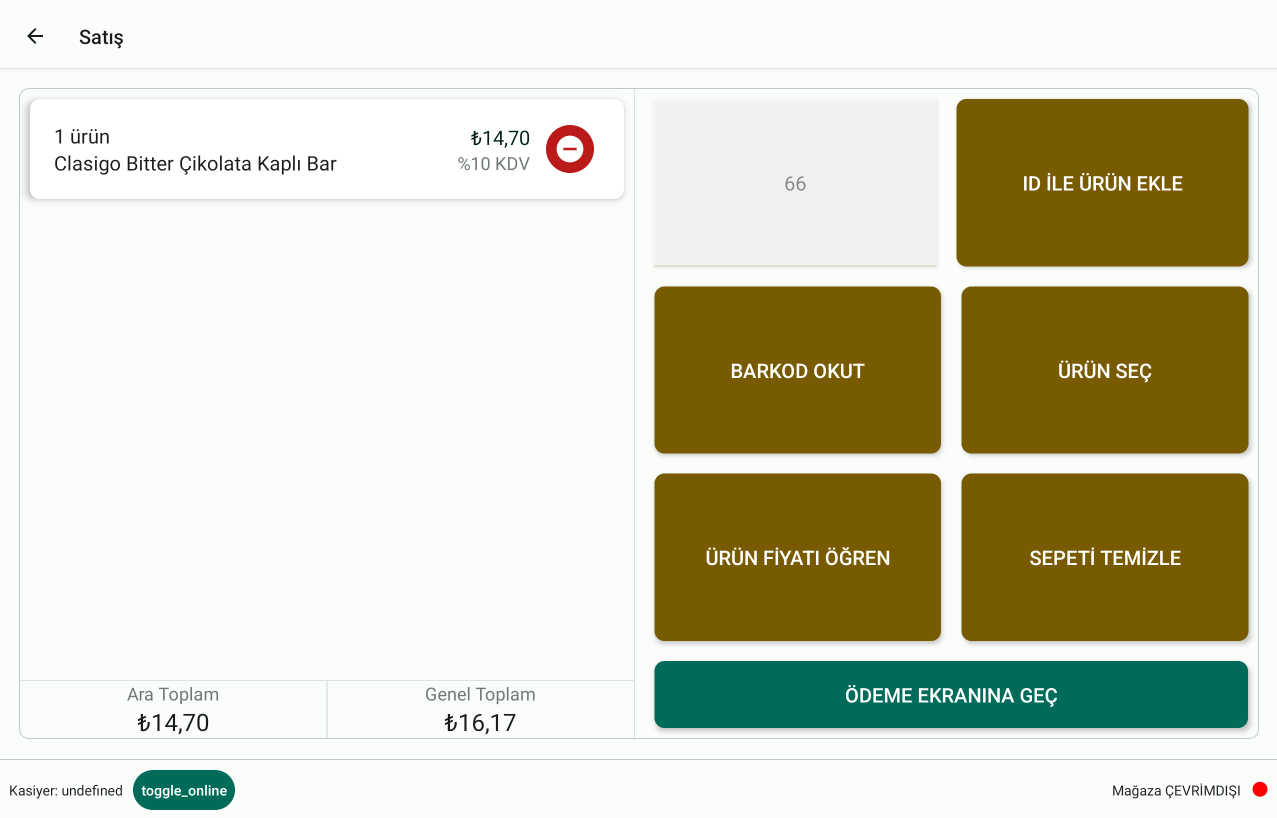 Satış
1 ürün
Clasigo Bitter Çikolata Kaplı Bar
₺14,70
%10 KDV
Ara Toplam
₺14,70
Genel Toplam
₺16,17
66
ID İLE ÜRÜN EKLE
BARKOD OKUT
ÜRÜN SEÇ
ÜRÜN FİYATI ÖĞREN
SEPETİ TEMİZLE
ÖDEME EKRANINA GEÇ
Kasiyer: undefined
toggle_online
Mağaza ÇEVRİMDIŞI